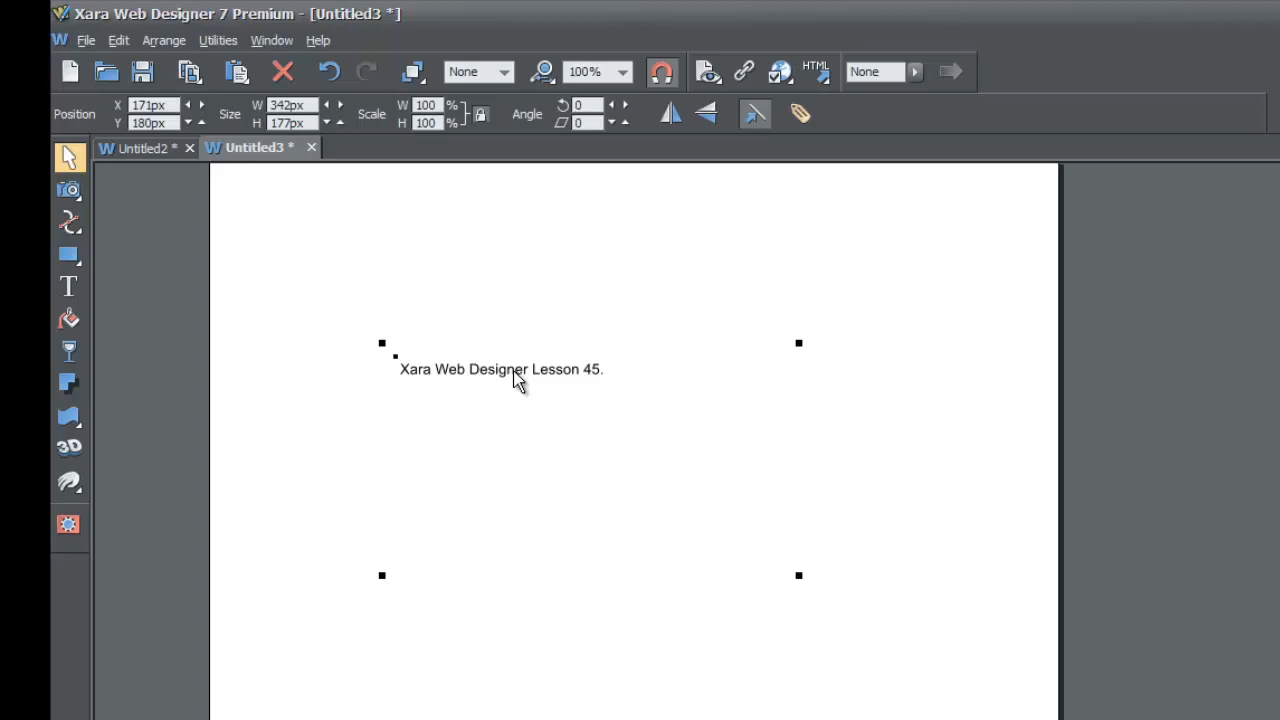 Xara Web Designer 7 Premium - [Untitled3 *]
W File Edit Arrange Utilities Window Help
None 100% HTML None
Position X 171px Size W 342px Scale W 100 % Angle 0
Y 180px H 177px H 100 % 0
W Untitled2 * W Untitled3 *
T
3D
Xara Web Designer Lesson 45.